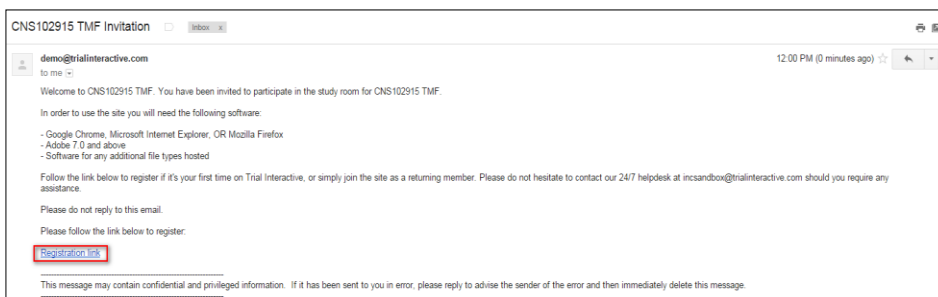 CNS102915 TMF Invitation
Inbox x
demo@trialinteractive.com
12:00 PM (0 minutes ago)
to me
Welcome to CNS102915 TMF. You have been invited to participate in the study room for CNS102915 TMF.
In order to use the site you will need the following software:
- Google Chrome, Microsoft Internet Explorer, OR Mozilla Firefox
- Adobe 7.0 and above
- Software for any additional file types hosted
Follow the link below to register if it's your first time on Trial Interactive, or simply join the site as a returning member. Please do not hesitate to contact our 24/7 helpdesk at incsandbox@trialinteractive.com should you require any
assistance.
Please do not reply to this email.
Please follow the link below to register:
Registration link
This message may contain confidential and privileged information.  If it has been sent to you in error, please reply to advise the sender of the error and then immediately delete this message.